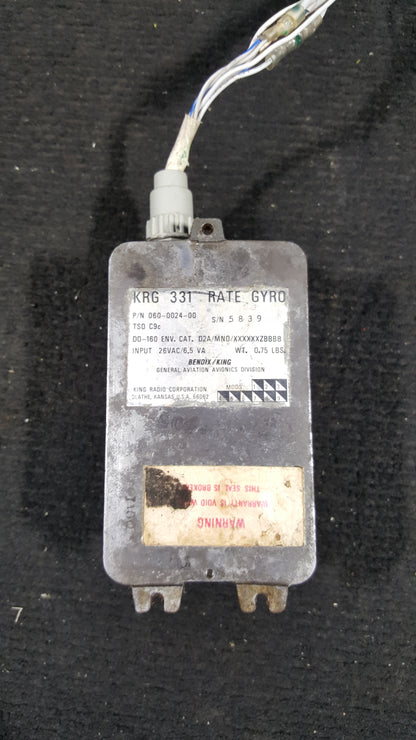 KRG 331 RATE GYRO
P/N 060-0024-00 S/N 5839
TSO C3c
DO-160 ENV. CAT. D2A/MNO/XXXXXXZBBBB
INPUT 26VAC/6.5 VA WT. 0.75 LBS.
BENDIX/KING
GENERAL AVIATION AVIONICS DIVISION
KING RADIO CORPORATION MODS
OLATHE, KANSAS U.S.A. 66062
WARNING
WARRANTY IS VOID
THIS SEAL IS BROKEN
7